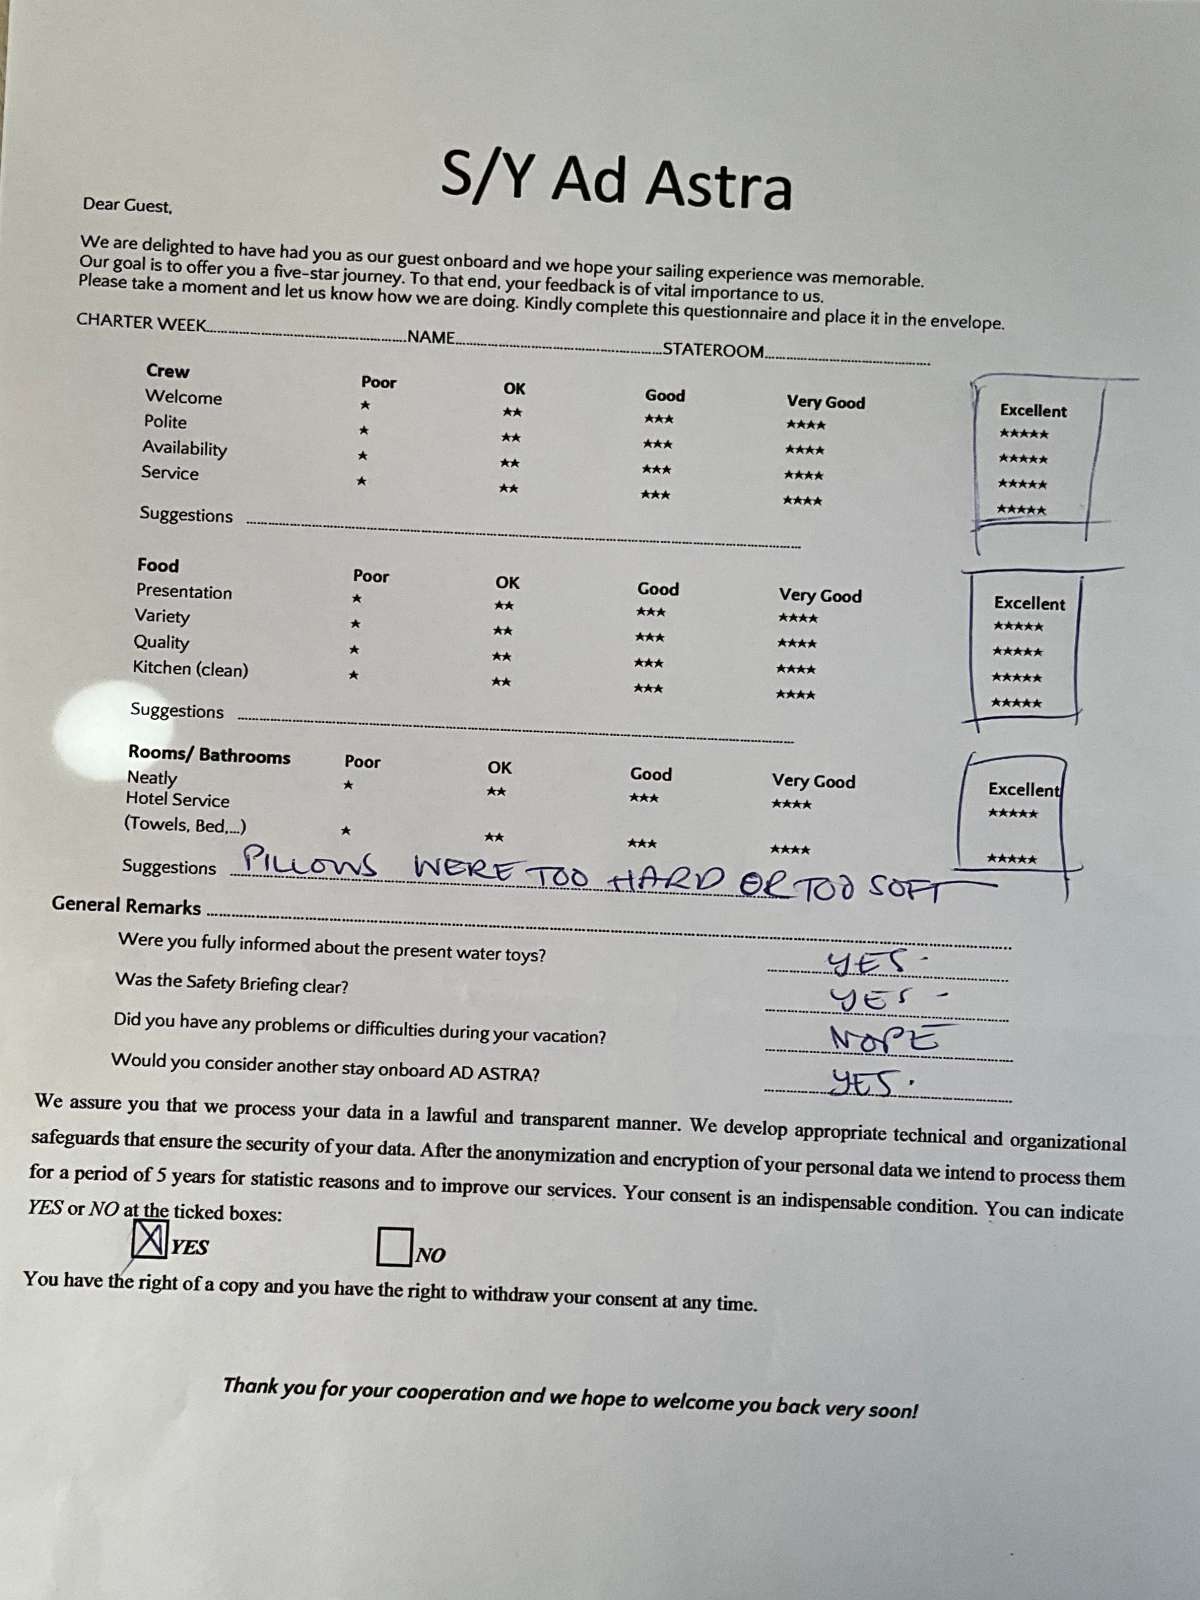 S/Y Ad Astra
Dear Guest,
We are delighted to have had you as our guest onboard and we hope your sailing experience was memorable.
Our goal is to offer you a five-star journey. To that end, your feedback is of vital importance to us.
Please take a moment and let us know how we are doing. Kindly complete this questionnaire and place it in the envelope.
CHARTER WEEK..........NAME..........STATEROOM..........
Crew Poor OK Good Very Good Excellent
Welcome ★ ★★ ★★★ ★★★★ ★★★★★
Polite ★ ★★ ★★★ ★★★★ ★★★★★
Availability ★ ★★ ★★★ ★★★★ ★★★★★
Service ★ ★★ ★★★ ★★★★ ★★★★★
Suggestions ..........
Food Poor OK Good Very Good Excellent
Presentation ★ ★★ ★★★ ★★★★ ★★★★★
Variety ★ ★★ ★★★ ★★★★ ★★★★★
Quality ★ ★★ ★★★ ★★★★ ★★★★★
Kitchen (clean) ★ ★★ ★★★ ★★★★ ★★★★★
Suggestions ..........
Rooms/ Bathrooms Poor OK Good Very Good Excellent
Neatly ★ ★★ ★★★ ★★★★ ★★★★★
Hotel Service
(Towels, Bed,...) ★ ★★ ★★★ ★★★★ ★★★★★
Suggestions PILLOWS WERE TOO HARD OR TOO SOFT
General Remarks ..........
Were you fully informed about the present water toys? YES -
Was the Safety Briefing clear? YES -
Did you have any problems or difficulties during your vacation? NOPE
Would you consider another stay onboard AD ASTRA? YES.
We assure you that we process your data in a lawful and transparent manner. We develop appropriate technical and organizational
safeguards that ensure the security of your data. After the anonymization and encryption of your personal data we intend to process them
for a period of 5 years for statistic reasons and to improve our services. Your consent is an indispensable condition. You can indicate
YES or NO at the ticked boxes:
YES NO
You have the right of a copy and you have the right to withdraw your consent at any time.
Thank you for your cooperation and we hope to welcome you back very soon!